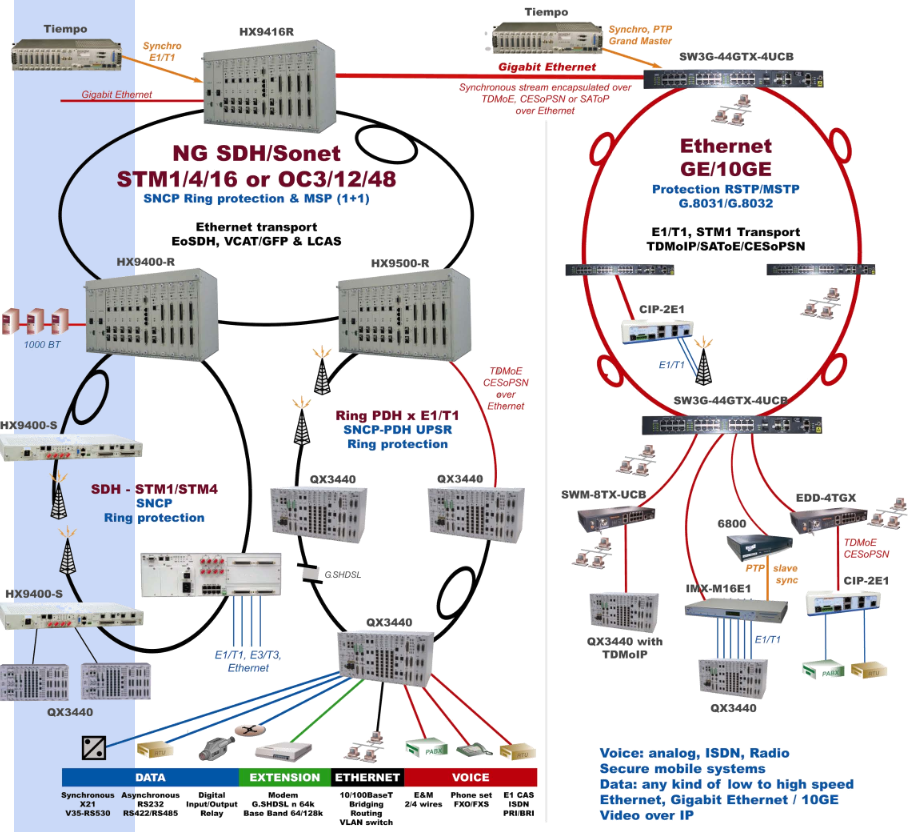 Tiempo
HX9416R
Synchro
E1/T1
Gigabit Ethernet
Tiempo
Synchro, PTP
Grand Master
SW3G-44GTX-4UCB
Gigabit Ethernet
Synchronous stream encapsulated over
TDMoE, CESoPSN or SAToP
over Ethernet
NG SDH/Sonet
STM1/4/16 or OC3/12/48
SNCP Ring protection & MSP (1+1)
Ethernet transport
EoSDH, VCAT/GFP & LCAS
Ethernet
GE/10GE
Protection RSTP/MSTP
G.8031/G.8032
E1/T1, STM1 Transport
TDMoIP/SAToE/CESoPSN
HX9400-R
HX9500-R
1000 BT
CIP-2E1
E1/T1
TDMoE
CESoPSN
over
Ethernet
HX9400-S
Ring PDH x E1/T1
SNCP-PDH UPSR
Ring protection
SW3G-44GTX-4UCB
SDH - STM1/STM4
SNCP
Ring protection
QX3440
QX3440
SWM-8TX-UCB
EDD-4TGX
6800
TDMoE
CESoPSN
G.SHDSL
PTP slave
sync
HX9400-S
IMX-M16E1
CIP-2E1
QX3440
E1/T1
QX3440 with
TDMoIP
E1/T1, E3/T3,
Ethernet
PABX
RTU
QX3440
QX3440
RTU
PABX
RTU
DATA
EXTENSION
ETHERNET
VOICE
Synchronous
X21
V35-RS530
Asynchronous
RS232
RS422/RS485
Digital
Input/Output
Relay
Modem
G.SHDSL n 64k
Base Band 64/128k
10/100BaseT
Bridging
Routing
VLAN switch
E&M
2/4 wires
Phone set
FXO/FXS
E1 CAS
ISDN
PRI/BRI
Voice: analog, ISDN, Radio
Secure mobile systems
Data: any kind of low to high speed
Ethernet, Gigabit Ethernet / 10GE
Video over IP